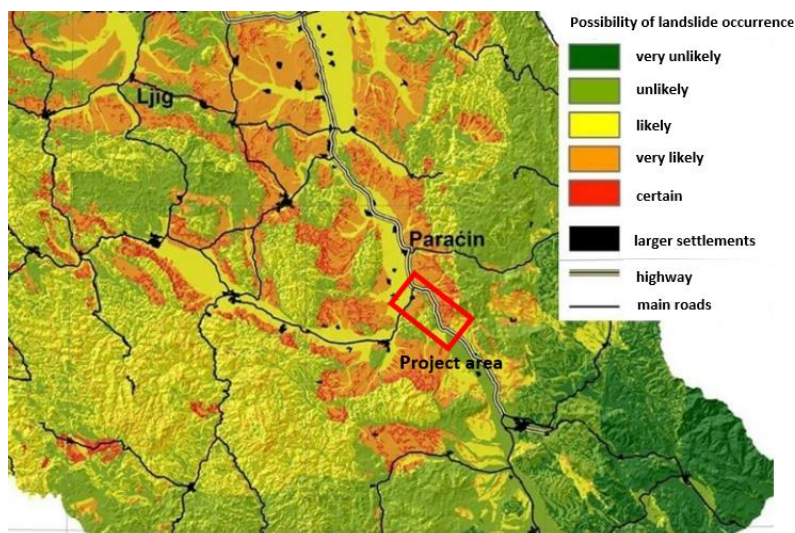 Possibility of landslide occurrence
very unlikely
unlikely
likely
very likely
certain
larger settlements
highway
main roads
Ljig
Paraćin
Project area